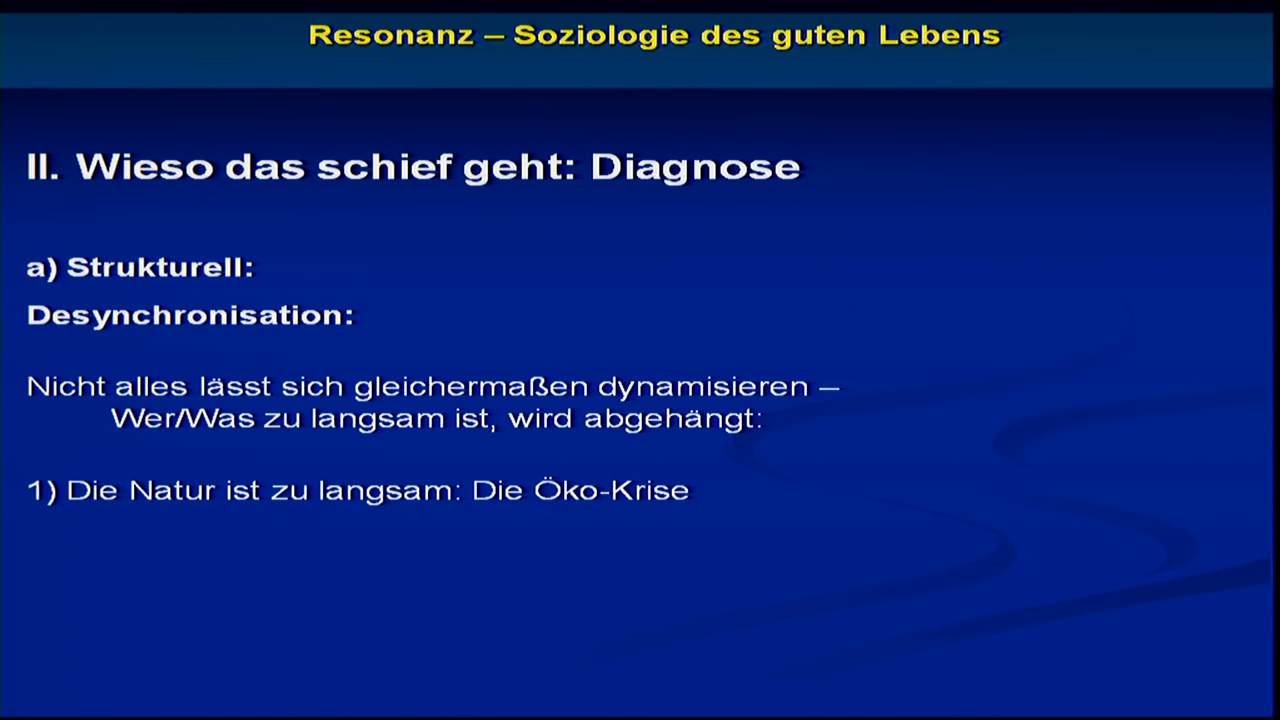 Resonanz – Soziologie des guten Lebens
II. Wieso das schief geht: Diagnose
a) Strukturell:
Desynchronisation:
Nicht alles lässt sich gleichermaßen dynamisieren –
Wer/Was zu langsam ist, wird abgehängt:
1) Die Natur ist zu langsam: Die Öko-Krise